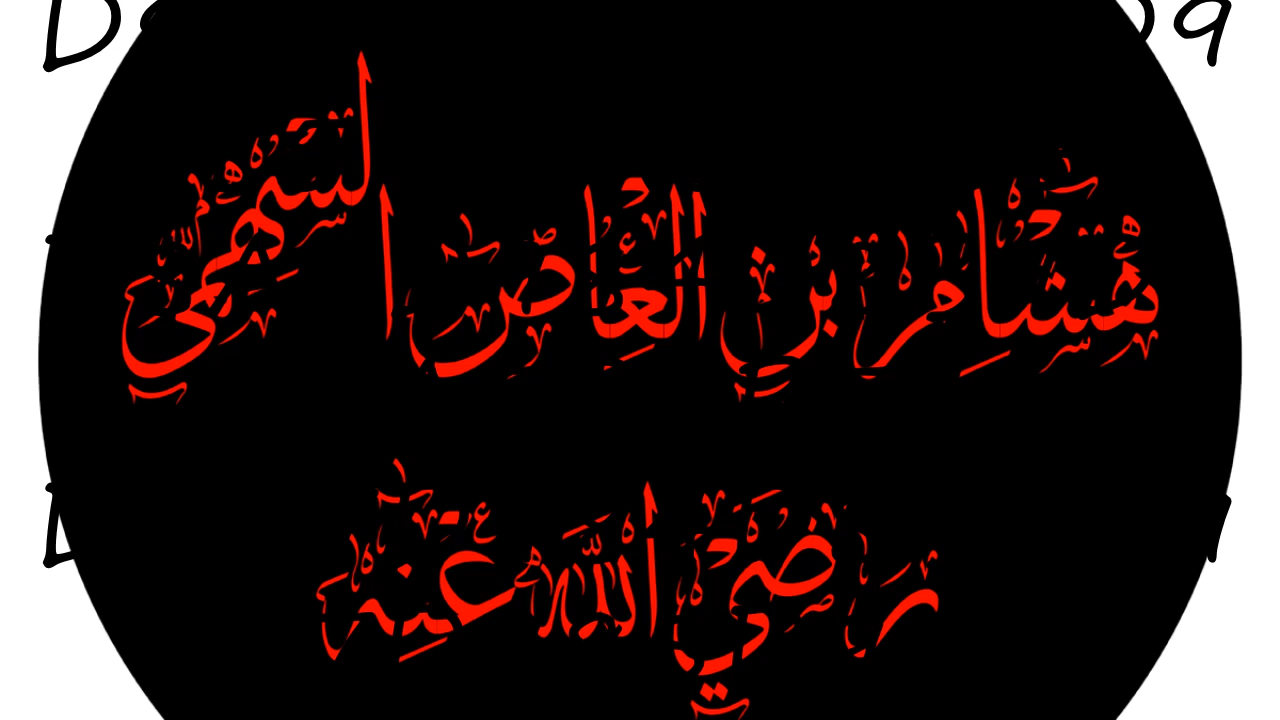 هِشَامِ بْنِ الْعَاصِ السَّهْمِيِّ
رَضِيَ اللَّهُ عَنْهُ